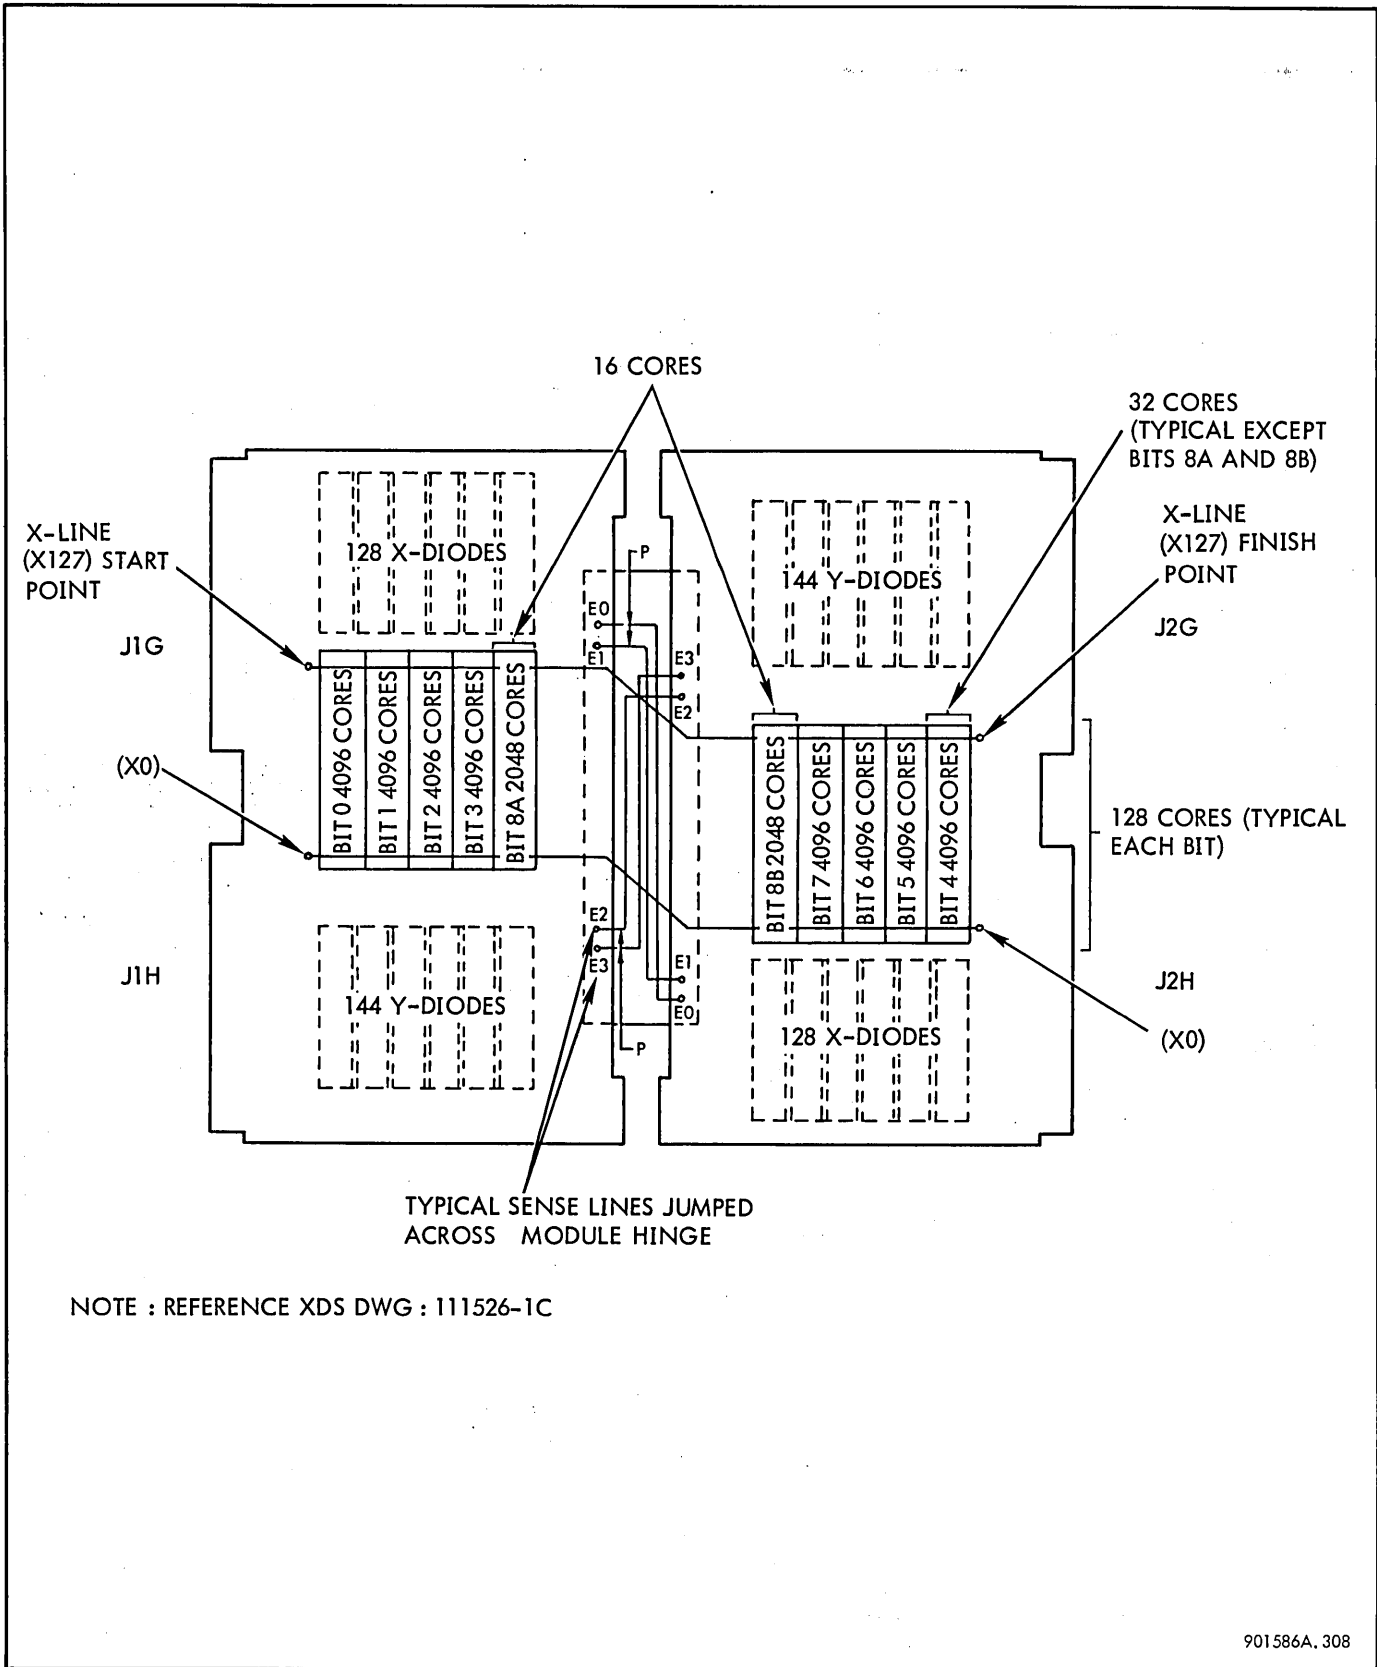 16 CORES
32 CORES
(TYPICAL EXCEPT
BITS 8A AND 8B)
X-LINE
(X127) START
POINT
X-LINE
(X127) FINISH
POINT
128 X-DIODES
144 Y-DIODES
P
E0
E1
E3
E2
J1G
J2G
(X0)
BIT 0 4096 CORES
BIT 1 4096 CORES
BIT 2 4096 CORES
BIT 3 4096 CORES
BIT 8A 2048 CORES
BIT 8B 2048 CORES
BIT 7 4096 CORES
BIT 6 4096 CORES
BIT 5 4096 CORES
BIT 4 4096 CORES
128 CORES (TYPICAL
EACH BIT)
E2
E3
E1
E0
P
J1H
J2H
144 Y-DIODES
128 X-DIODES
(X0)
TYPICAL SENSE LINES JUMPED
ACROSS MODULE HINGE
NOTE : REFERENCE XDS DWG : 111526-1C
901586A. 308